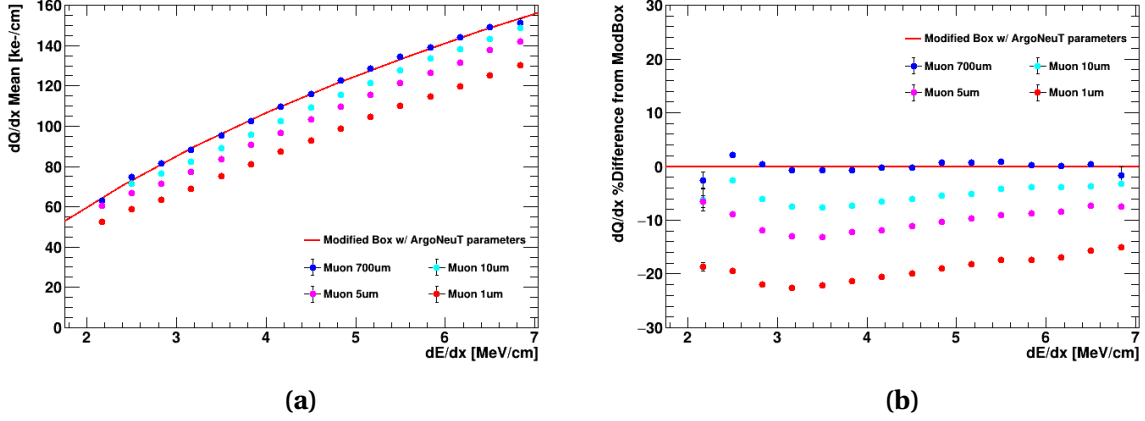 dQ/dx Mean [ke-/cm]
160
140
120
100
80
60
40
20
0
Modified Box w/ ArgoNeuT parameters
Muon 700um
Muon 10um
Muon 5um
Muon 1um
2
3
4
5
6
7
dE/dx [MeV/cm]
(a)
dQ/dx %Difference from ModBox
30
20
10
0
−10
−20
−30
Modified Box w/ ArgoNeuT parameters
Muon 700um
Muon 10um
Muon 5um
Muon 1um
2
3
4
5
6
7
dE/dx [MeV/cm]
(b)